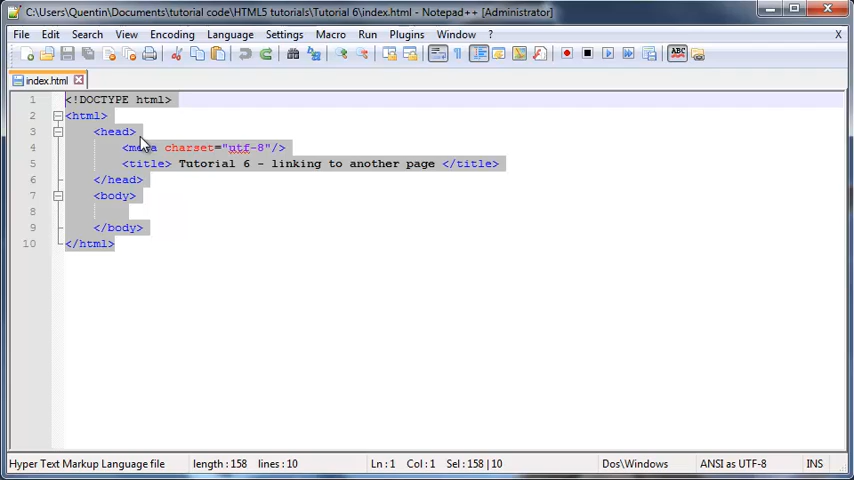 C:\Users\Quentin\Documents\tutorial code\HTML5 tutorials\Tutorial 6\index.html - Notepad++ [Administrator]
File Edit Search View Encoding Language Settings Macro Run Plugins Window ? X
ABC
index.html
1 <!DOCTYPE html>
2 <html>
3 <head>
4 <meta charset="utf-8"/>
5 <title> Tutorial 6 - linking to another page </title>
6 </head>
7 <body>
8
9 </body>
10 </html>
Hyper Text Markup Language file length : 158 lines : 10 Ln : 1 Col : 1 Sel : 158 | 10 Dos\Windows ANSI as UTF-8 INS